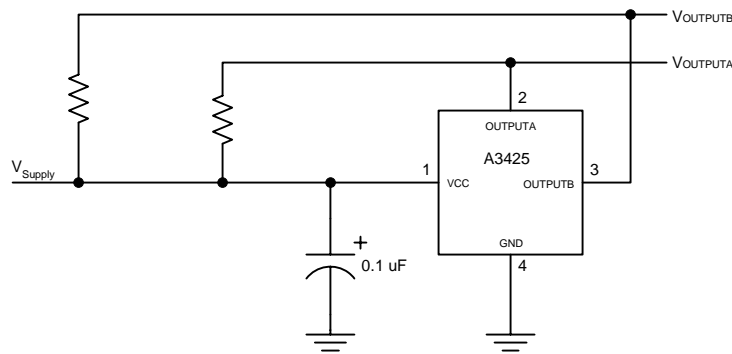 VOUTPUTB
VOUTPUTA
2
OUTPUTA
A3425
VSupply
1
VCC
OUTPUTB
3
GND
+
0.1 uF
4